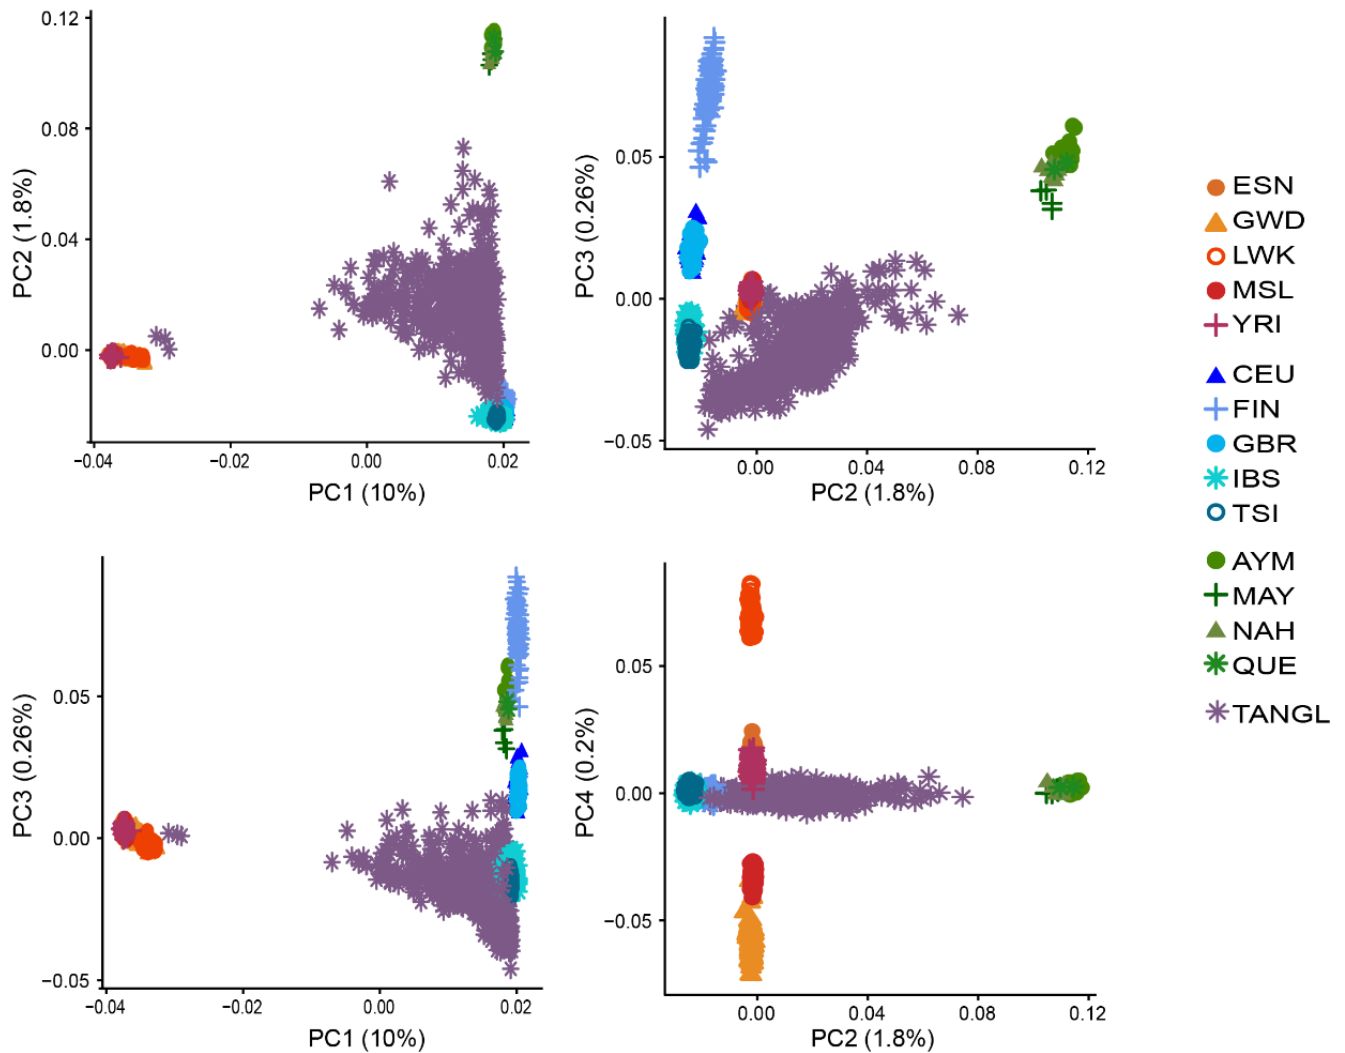 0.12
0.08
0.04
0.00
PC2 (1.8%)
−0.04
−0.02
0.00
0.02
PC1 (10%)
0.05
0.00
−0.05
PC3 (0.26%)
0.00
0.04
0.08
0.12
PC2 (1.8%)
ESN
GWD
LWK
MSL
YRI
CEU
FIN
GBR
IBS
TSI
AYM
MAY
NAH
QUE
TANGL
0.05
0.00
−0.05
PC3 (0.26%)
−0.04
−0.02
0.00
0.02
PC1 (10%)
0.05
0.00
−0.05
PC4 (0.2%)
0.00
0.04
0.08
0.12
PC2 (1.8%)